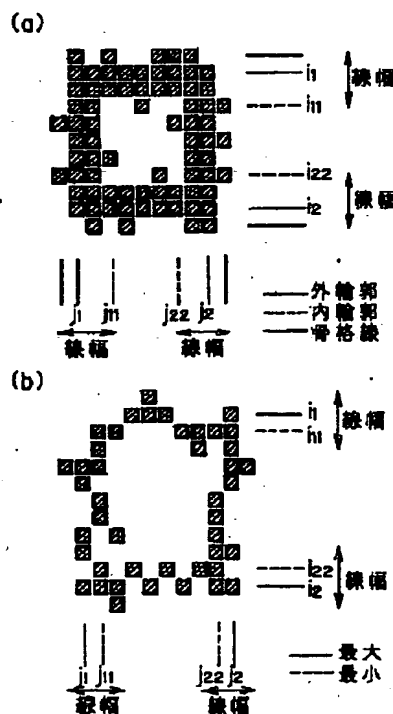 (a)
i1
線幅
i11
i22
i2
線幅
j1 j11 j22 j2
線幅 線幅
外輪郭
内輪郭
骨格線
(b)
i1
線幅
i11
i22
線幅
i2
j1 j11 j22 j2
線幅 線幅
最大
最小